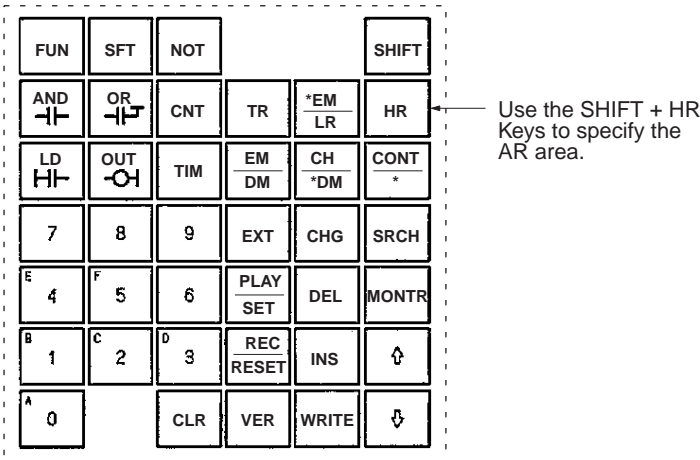 FUN SFT NOT SHIFT
AND OR CNT TR *EM HR
LR
LD OUT TIM EM CH CONT
DM *DM *
7 8 9 EXT CHG SRCH
E 4 F 5 6 PLAY DEL MONTR
SET
B 1 C 2 D 3 REC INS ⇧
RESET
A 0 CLR VER WRITE ⇩
Use the SHIFT + HR
Keys to specify the
AR area.